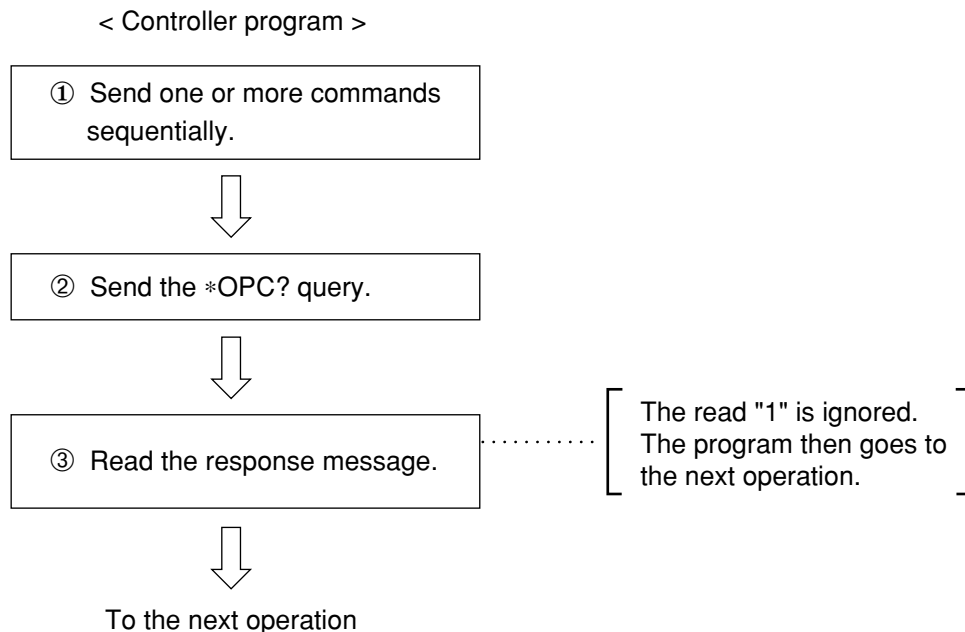 < Controller program >
① Send one or more commands
sequentially.
② Send the *OPC? query.
③ Read the response message.
The read "1" is ignored.
The program then goes to
the next operation.
To the next operation